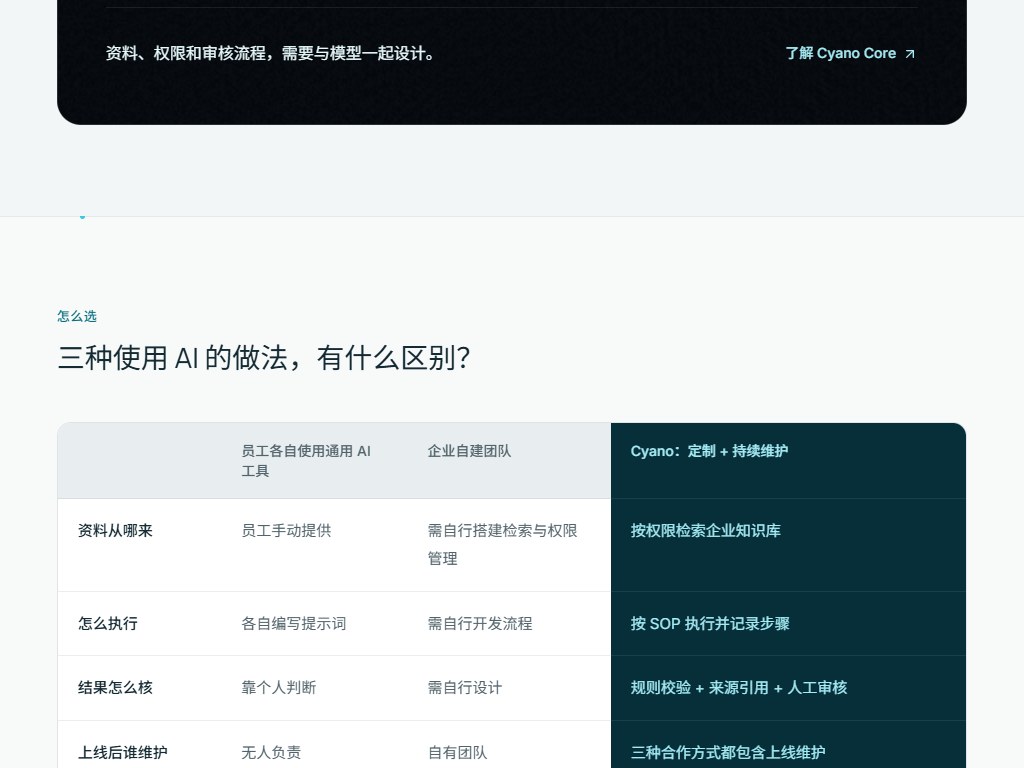 资料、权限和审核流程，需要与模型一起设计。
了解 Cyano Core
怎么选
三种使用 AI 的做法，有什么区别？
员工各自使用通用 AI
工具
企业自建团队
Cyano：定制 + 持续维护
资料从哪来
员工手动提供
需自行搭建检索与权限
管理
按权限检索企业知识库
怎么执行
各自编写提示词
需自行开发流程
按 SOP 执行并记录步骤
结果怎么核
靠个人判断
需自行设计
规则校验 + 来源引用 + 人工审核
上线后谁维护
无人负责
自有团队
三种合作方式都包含上线维护